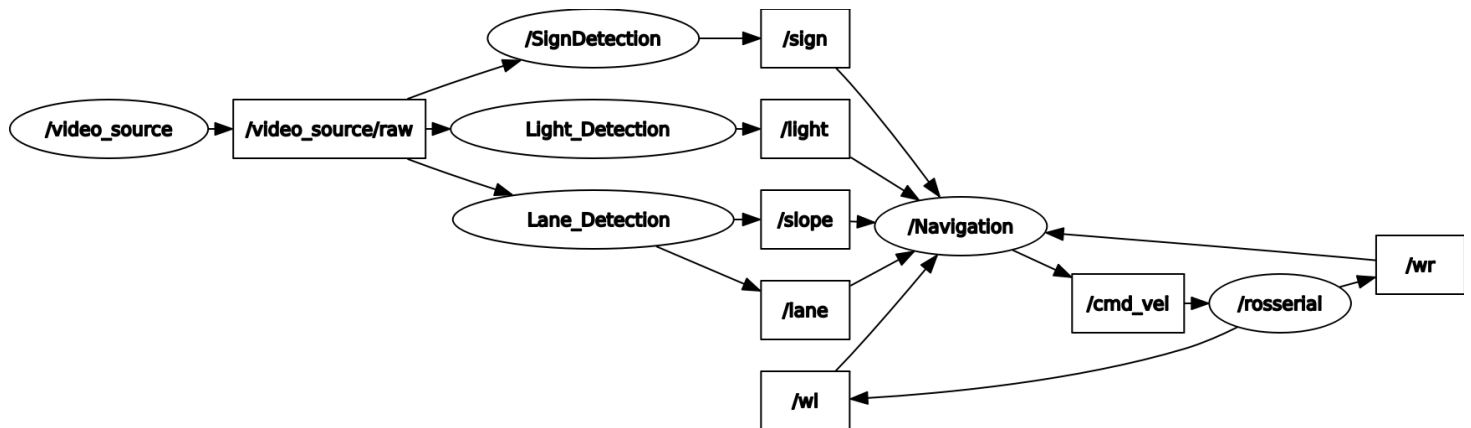 /SignDetection
/sign
/video_source
/video_source/raw
Light_Detection
/light
Lane_Detection
/slope
/Navigation
/wr
/lane
/cmd_vel
/rosserial
/wl